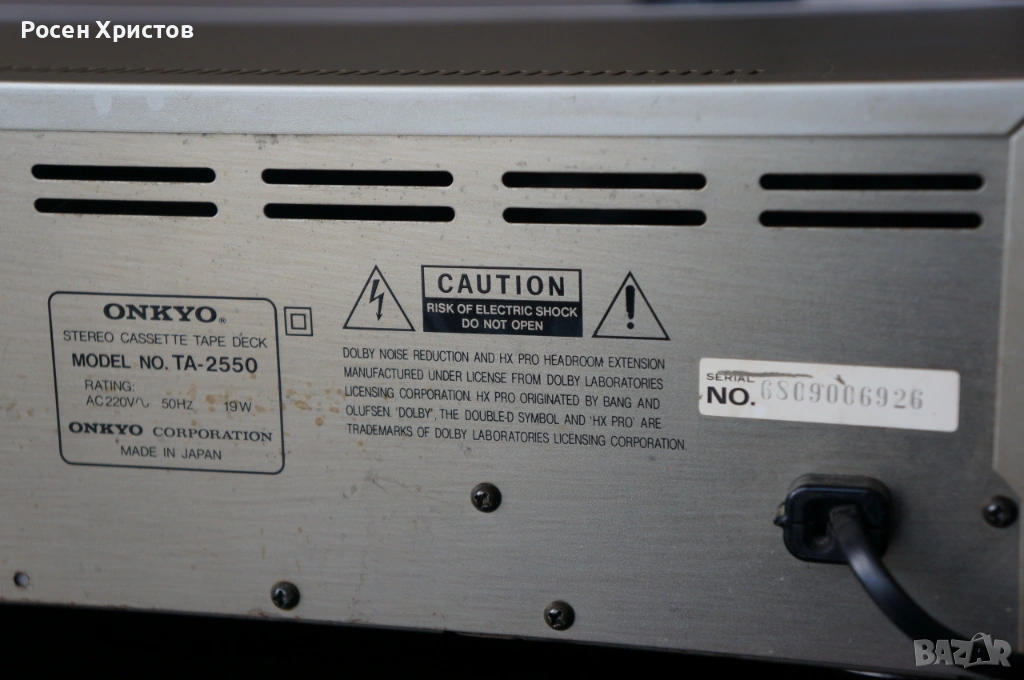 Росен Христов
ONKYO®
STEREO CASSETTE TAPE DECK
MODEL NO. TA-2550
RATING:
AC 220V∿ 50Hz 19W
ONKYO CORPORATION
MADE IN JAPAN
CAUTION
RISK OF ELECTRIC SHOCK
DO NOT OPEN
DOLBY NOISE REDUCTION AND HX PRO HEADROOM EXTENSION
MANUFACTURED UNDER LICENSE FROM DOLBY LABORATORIES
LICENSING CORPORATION. HX PRO ORIGINATED BY BANG AND
OLUFSEN. 'DOLBY', THE DOUBLE-D SYMBOL AND 'HX PRO' ARE
TRADEMARKS OF DOLBY LABORATORIES LICENSING CORPORATION.
SERIAL
NO. 6SC9006926
BAZAR